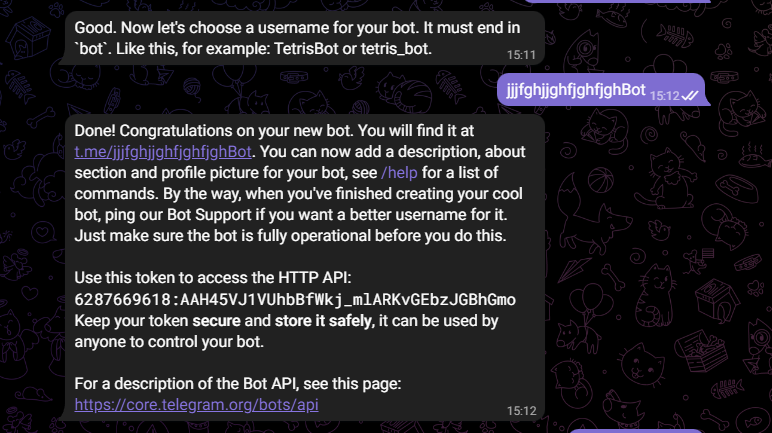 Good. Now let's choose a username for your bot. It must end in
`bot`. Like this, for example: TetrisBot or tetris_bot.
15:11
jjjfghjjghfjghfjghBot 15:12
Done! Congratulations on your new bot. You will find it at
t.me/jjjfghjjghfjghfjghBot. You can now add a description, about
section and profile picture for your bot, see /help for a list of
commands. By the way, when you've finished creating your cool
bot, ping our Bot Support if you want a better username for it.
Just make sure the bot is fully operational before you do this.
Use this token to access the HTTP API:
6287669618:AAH45VJ1VUhbBfWkj_mlARKvGEbzJGBhGmo
Keep your token secure and store it safely, it can be used by
anyone to control your bot.
For a description of the Bot API, see this page:
https://core.telegram.org/bots/api
15:12